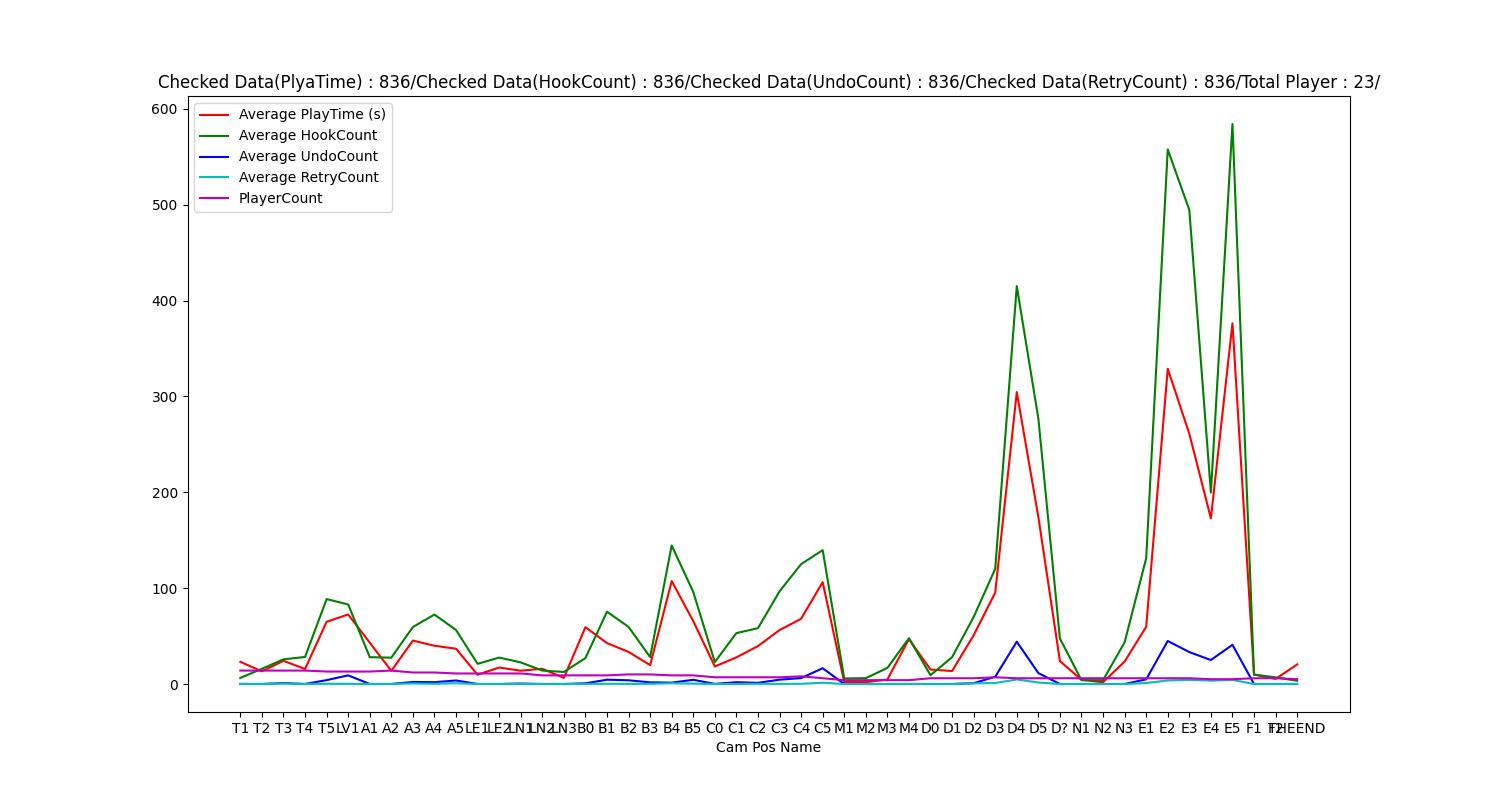 Checked Data(PlyaTime) : 836/Checked Data(HookCount) : 836/Checked Data(UndoCount) : 836/Checked Data(RetryCount) : 836/Total Player : 23/
Average PlayTime (s)
Average HookCount
Average UndoCount
Average RetryCount
PlayerCount
600
500
400
300
200
100
0
T1 T2 T3 T4 T5 LV1 A1 A2 A3 A4 A5 LE1 LE2 LN1 LN2 LN3 B0 B1 B2 B3 B4 B5 C0 C1 C2 C3 C4 C5 M1 M2 M3 M4 D0 D1 D2 D3 D4 D5 D? N1 N2 N3 E1 E2 E3 E4 E5 F1 F2 THEEND
Cam Pos Name